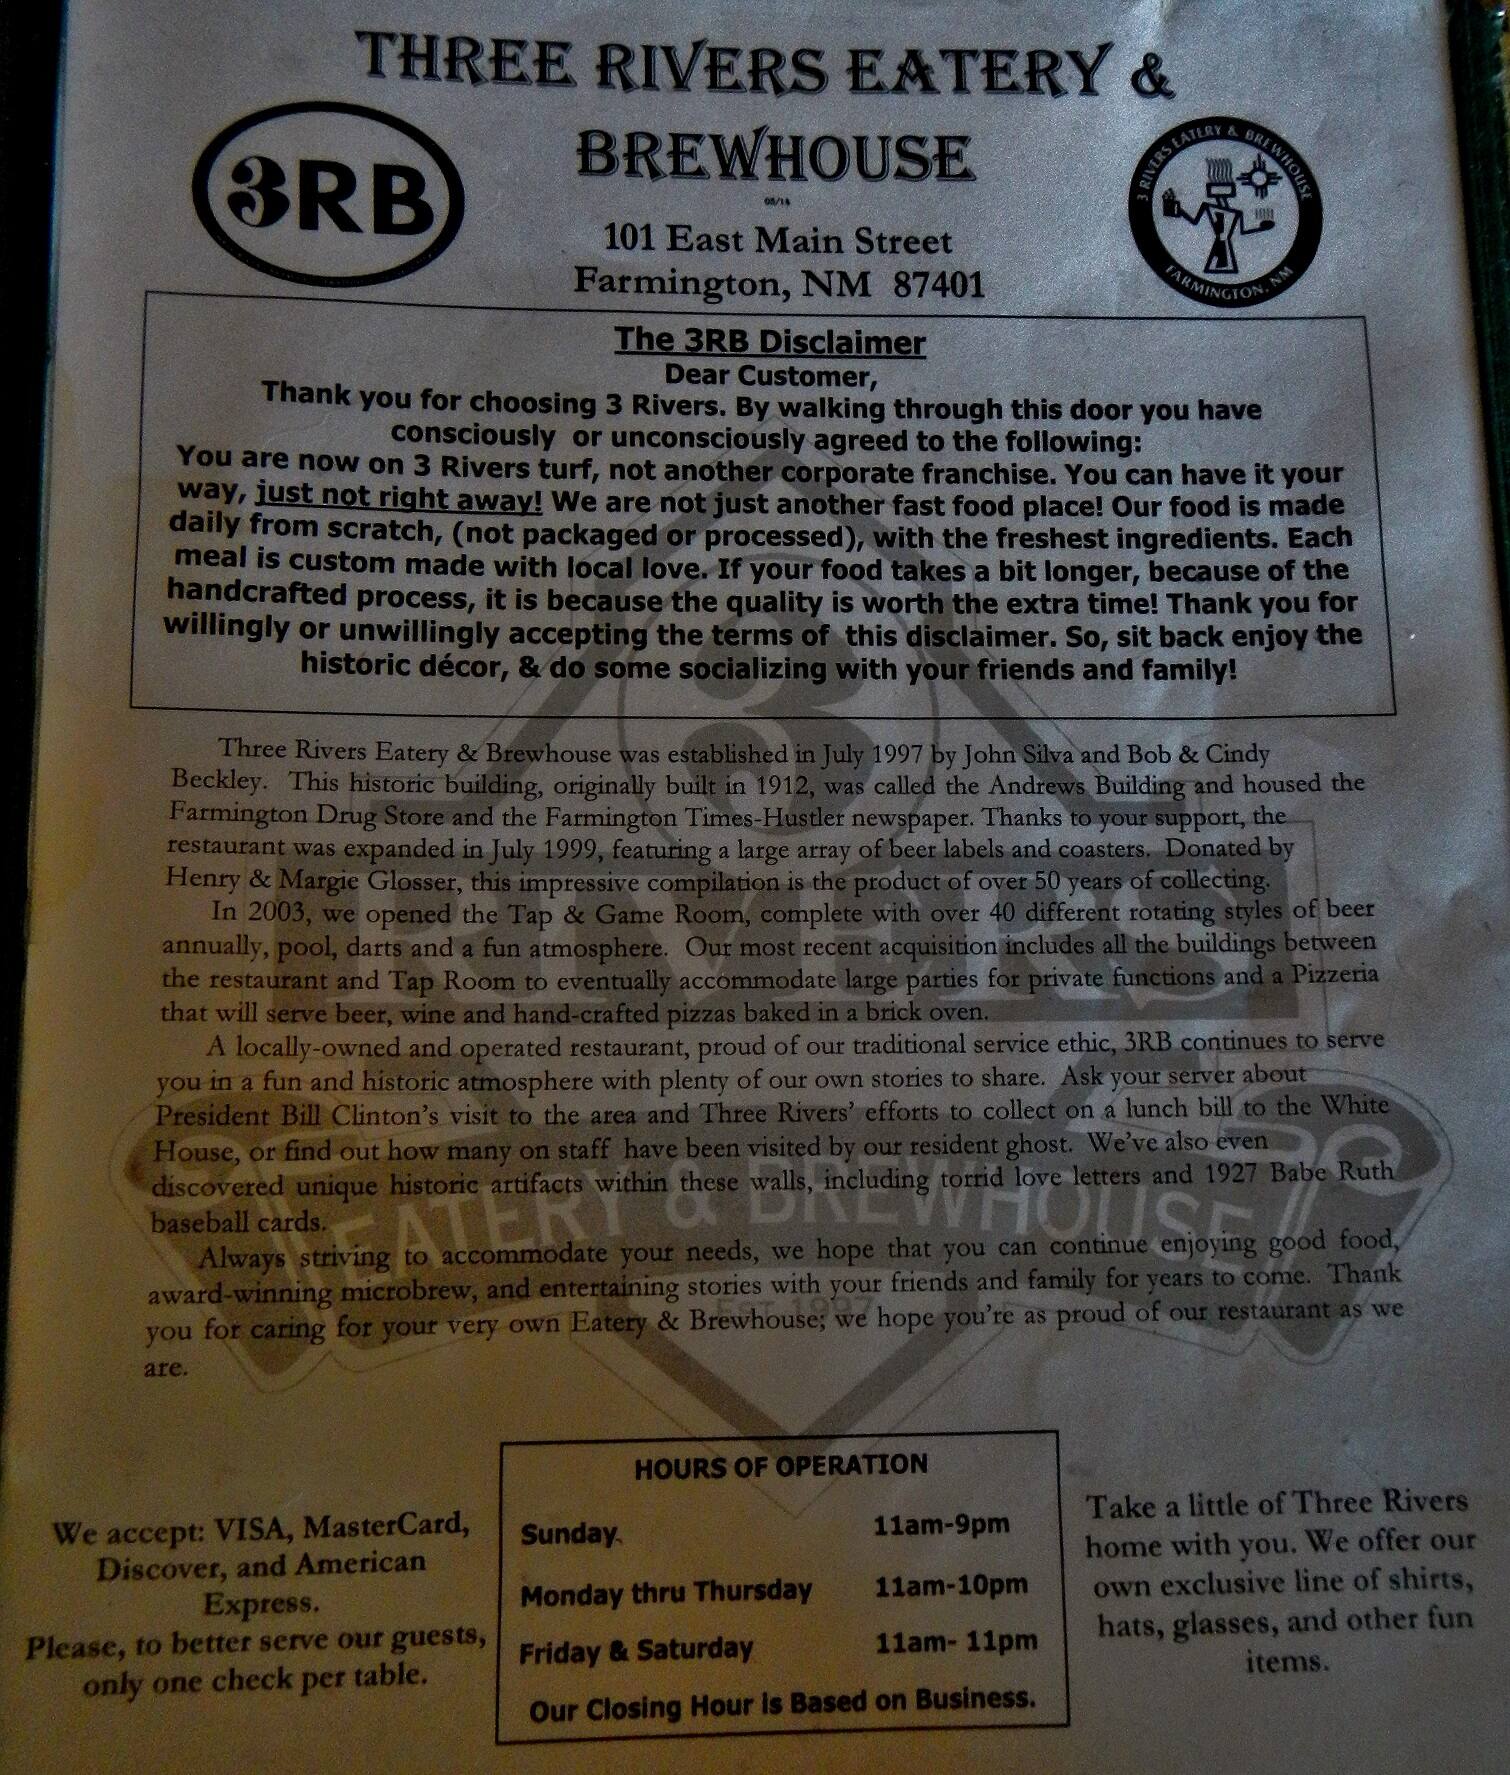 THREE RIVERS EATERY &
BREWHOUSE
3RB
3 RIVERS EATERY & BREWHOUSE
FARMINGTON, NM
101 East Main Street
Farmington, NM 87401
The 3RB Disclaimer
Dear Customer,
Thank you for choosing 3 Rivers. By walking through this door you have
consciously or unconsciously agreed to the following:
You are now on 3 Rivers turf, not another corporate franchise. You can have it your
way, just not right away! We are not just another fast food place! Our food is made
daily from scratch, (not packaged or processed), with the freshest ingredients. Each
meal is custom made with local love. If your food takes a bit longer, because of the
handcrafted process, it is because the quality is worth the extra time! Thank you for
willingly or unwillingly accepting the terms of this disclaimer. So, sit back enjoy the
historic décor, & do some socializing with your friends and family!
Three Rivers Eatery & Brewhouse was established in July 1997 by John Silva and Bob & Cindy
Beckley. This historic building, originally built in 1912, was called the Andrews Building and housed the
Farmington Drug Store and the Farmington Times-Hustler newspaper. Thanks to your support, the
restaurant was expanded in July 1999, featuring a large array of beer labels and coasters. Donated by
Henry & Margie Glosser, this impressive compilation is the product of over 50 years of collecting.
In 2003, we opened the Tap & Game Room, complete with over 40 different rotating styles of beer
annually, pool, darts and a fun atmosphere. Our most recent acquisition includes all the buildings between
the restaurant and Tap Room to eventually accommodate large parties for private functions and a Pizzeria
that will serve beer, wine and hand-crafted pizzas baked in a brick oven.
A locally-owned and operated restaurant, proud of our traditional service ethic, 3RB continues to serve
you in a fun and historic atmosphere with plenty of our own stories to share. Ask your server about
President Bill Clinton's visit to the area and Three Rivers' efforts to collect on a lunch bill to the White
House, or find out how many on staff have been visited by our resident ghost. We've also even
discovered unique historic artifacts within these walls, including torrid love letters and 1927 Babe Ruth
baseball cards.
Always striving to accommodate your needs, we hope that you can continue enjoying good food,
award-winning microbrew, and entertaining stories with your friends and family for years to come. Thank
you for caring for your very own Eatery & Brewhouse; we hope you're as proud of our restaurant as we
are.
3
RIVERS
EATERY & BREWHOUSE
EST. 1997
We accept: VISA, MasterCard,
Discover, and American
Express.
Please, to better serve our guests,
only one check per table.
HOURS OF OPERATION
Sunday 11am-9pm
Monday thru Thursday 11am-10pm
Friday & Saturday 11am- 11pm
Our Closing Hour is Based on Business.
Take a little of Three Rivers
home with you. We offer our
own exclusive line of shirts,
hats, glasses, and other fun
items.